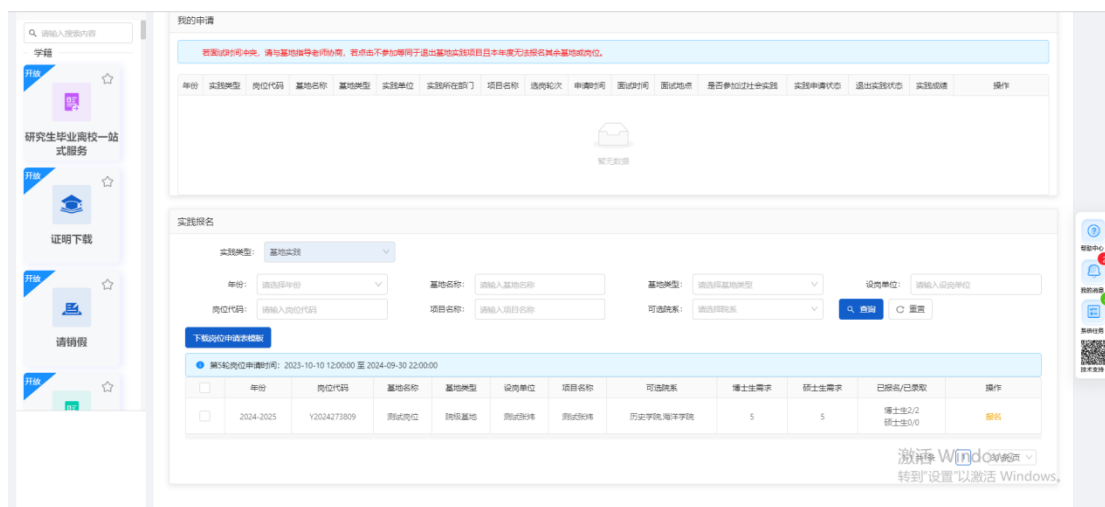 请输入搜索内容
学籍
开放
研究生毕业离校一站
式服务
开放
证明下载
开放
请销假
开放
我的申请
若面试时间冲突，请与基地指导老师协商，若点击不参加等同于退出基地实践项目且本年度无法报名其余基地或岗位。
年份 实践类型 岗位代码 基地名称 基地类型 实践单位 实践所在部门 项目名称 选岗轮次 申请时间 面试时间 面试地点 是否参加过社会实践 实践申请状态 退出实践状态 实践成绩 操作
暂无数据
实践报名
实践类型: 基地实践
年份: 请选择年份 基地名称: 请输入基地名称 基地类型: 请选择基地类型 设岗单位: 请输入设岗单位
岗位代码: 请输入岗位代码 项目名称: 请输入项目名称 可选院系: 请选择院系 查询 重置
下载岗位申请表模板
第5轮岗位申请时间: 2023-10-10 12:00:00 至 2024-09-30 22:00:00
年份 岗位代码 基地名称 基地类型 设岗单位 项目名称 可选院系 博士生需求 硕士生需求 已报名/已录取 操作
2024-2025 Y2024273809 测试岗位 院级基地 测试张炜 测试张炜 历史学院,海洋学院 5 5 博士生2/2 报名
硕士生0/0
激活 Windows
转到"设置"以激活 Windows。
帮助中心
我的消息
系统任务
技术支持